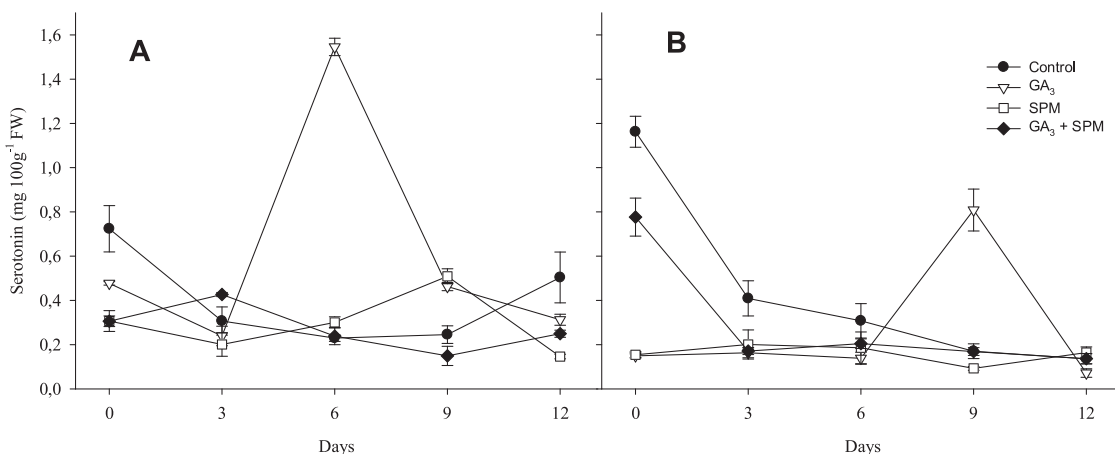 A
B
Serotonin (mg 100g-1 FW)
1,6
1,4
1,2
1,0
0,8
0,6
0,4
0,2
0,0
Control
GA3
SPM
GA3 + SPM
0 3 6 9 12
0 3 6 9 12
Days
Days